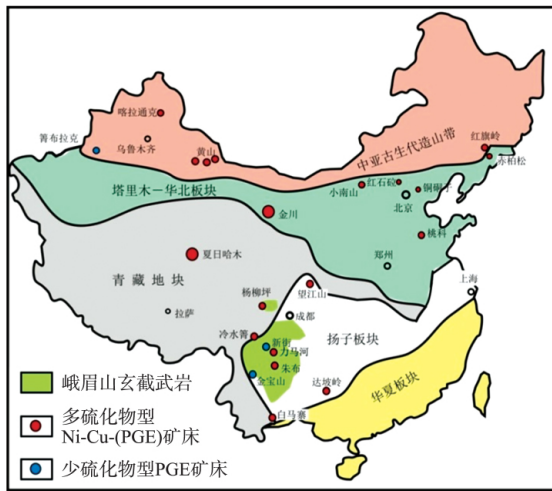 喀拉通克
箐布拉克
乌鲁木齐
黄山
中亚古生代造山带
红旗岭
赤柏松
塔里木－华北板块
小南山
红石砬
铜硐子
北京
金川
桃科
郑州
夏日哈木
青藏地块
拉萨
杨柳坪
望江山
上海
成都
冷水箐
新街
力马河
扬子板块
朱布
金宝山
达坡岭
华夏板块
白马寨
峨眉山玄截武岩
多硫化物型
Ni-Cu-(PGE)矿床
少硫化物型PGE矿床